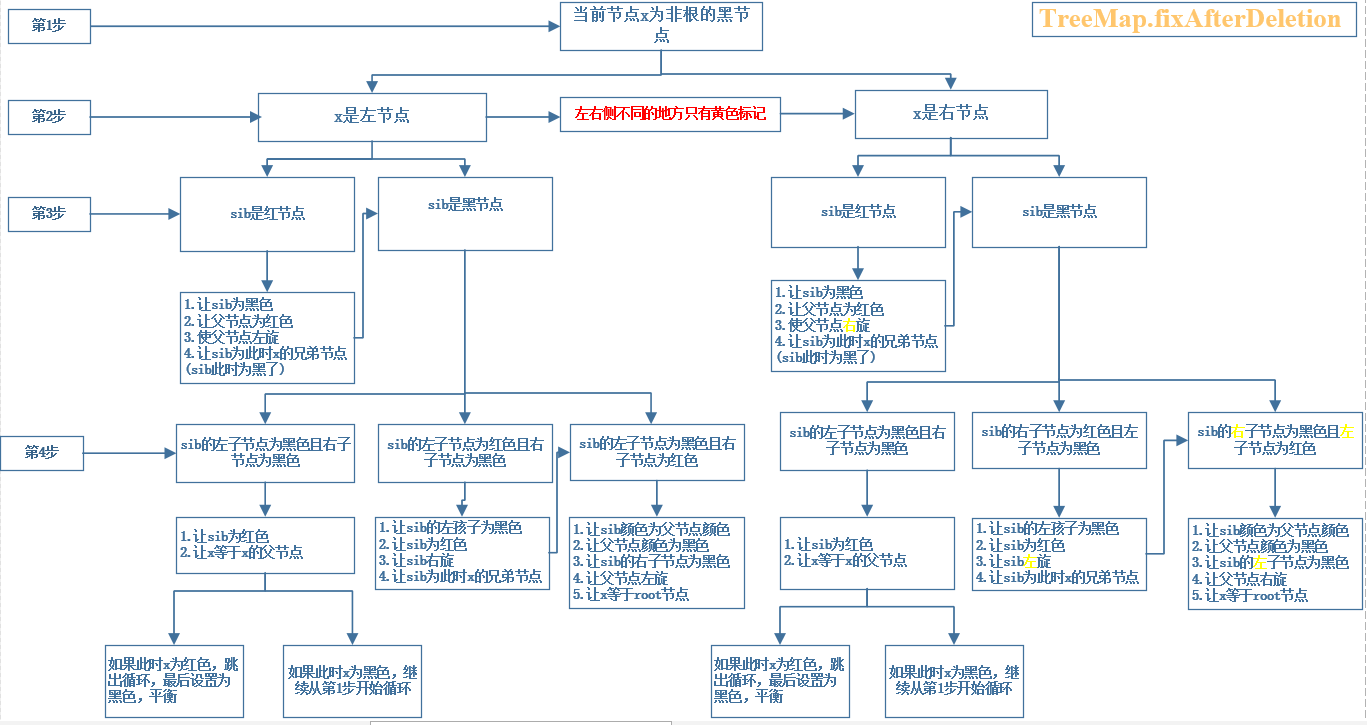 第1步
当前节点x为非根的黑节
点
TreeMap.fixAfterDeletion
第2步
x是左节点
左右侧不同的地方只有黄色标记
x是右节点
第3步
sib是红节点
sib是黑节点
sib是红节点
sib是黑节点
1.让sib为黑色
2.让父节点为红色
3.使父节点左旋
4.让sib为此时x的兄弟节点
(sib此时为黑了)
1.让sib为黑色
2.让父节点为红色
3.使父节点右旋
4.让sib为此时x的兄弟节点
(sib此时为黑了)
第4步
sib的左子节点为黑色且右子
节点为黑色
sib的左子节点为红色且右
子节点为黑色
sib的左子节点为黑色且右
子节点为红色
sib的左子节点为黑色且右
子节点为黑色
sib的右子节点为红色且左
子节点为黑色
sib的右子节点为黑色且左
子节点为红色
1.让sib为红色
2.让x等于x的父节点
1.让sib的左孩子为黑色
2.让sib为红色
3.让sib右旋
4.让sib为此时x的兄弟节点
1.让sib颜色为父节点颜色
2.让父节点颜色为黑色
3.让sib的右子节点为黑色
4.让父节点左旋
5.让x等于root节点
1.让sib为红色
2.让x等于x的父节点
1.让sib的左孩子为黑色
2.让sib为红色
3.让sib左旋
4.让sib为此时x的兄弟节点
1.让sib颜色为父节点颜色
2.让父节点颜色为黑色
3.让sib的左子节点为黑色
4.让父节点右旋
5.让x等于root节点
如果此时x为红色，跳
出循环，最后设置为
黑色，平衡
如果此时x为黑色，继
续从第1步开始循环
如果此时x为红色，跳
出循环，最后设置为
黑色，平衡
如果此时x为黑色，继
续从第1步开始循环